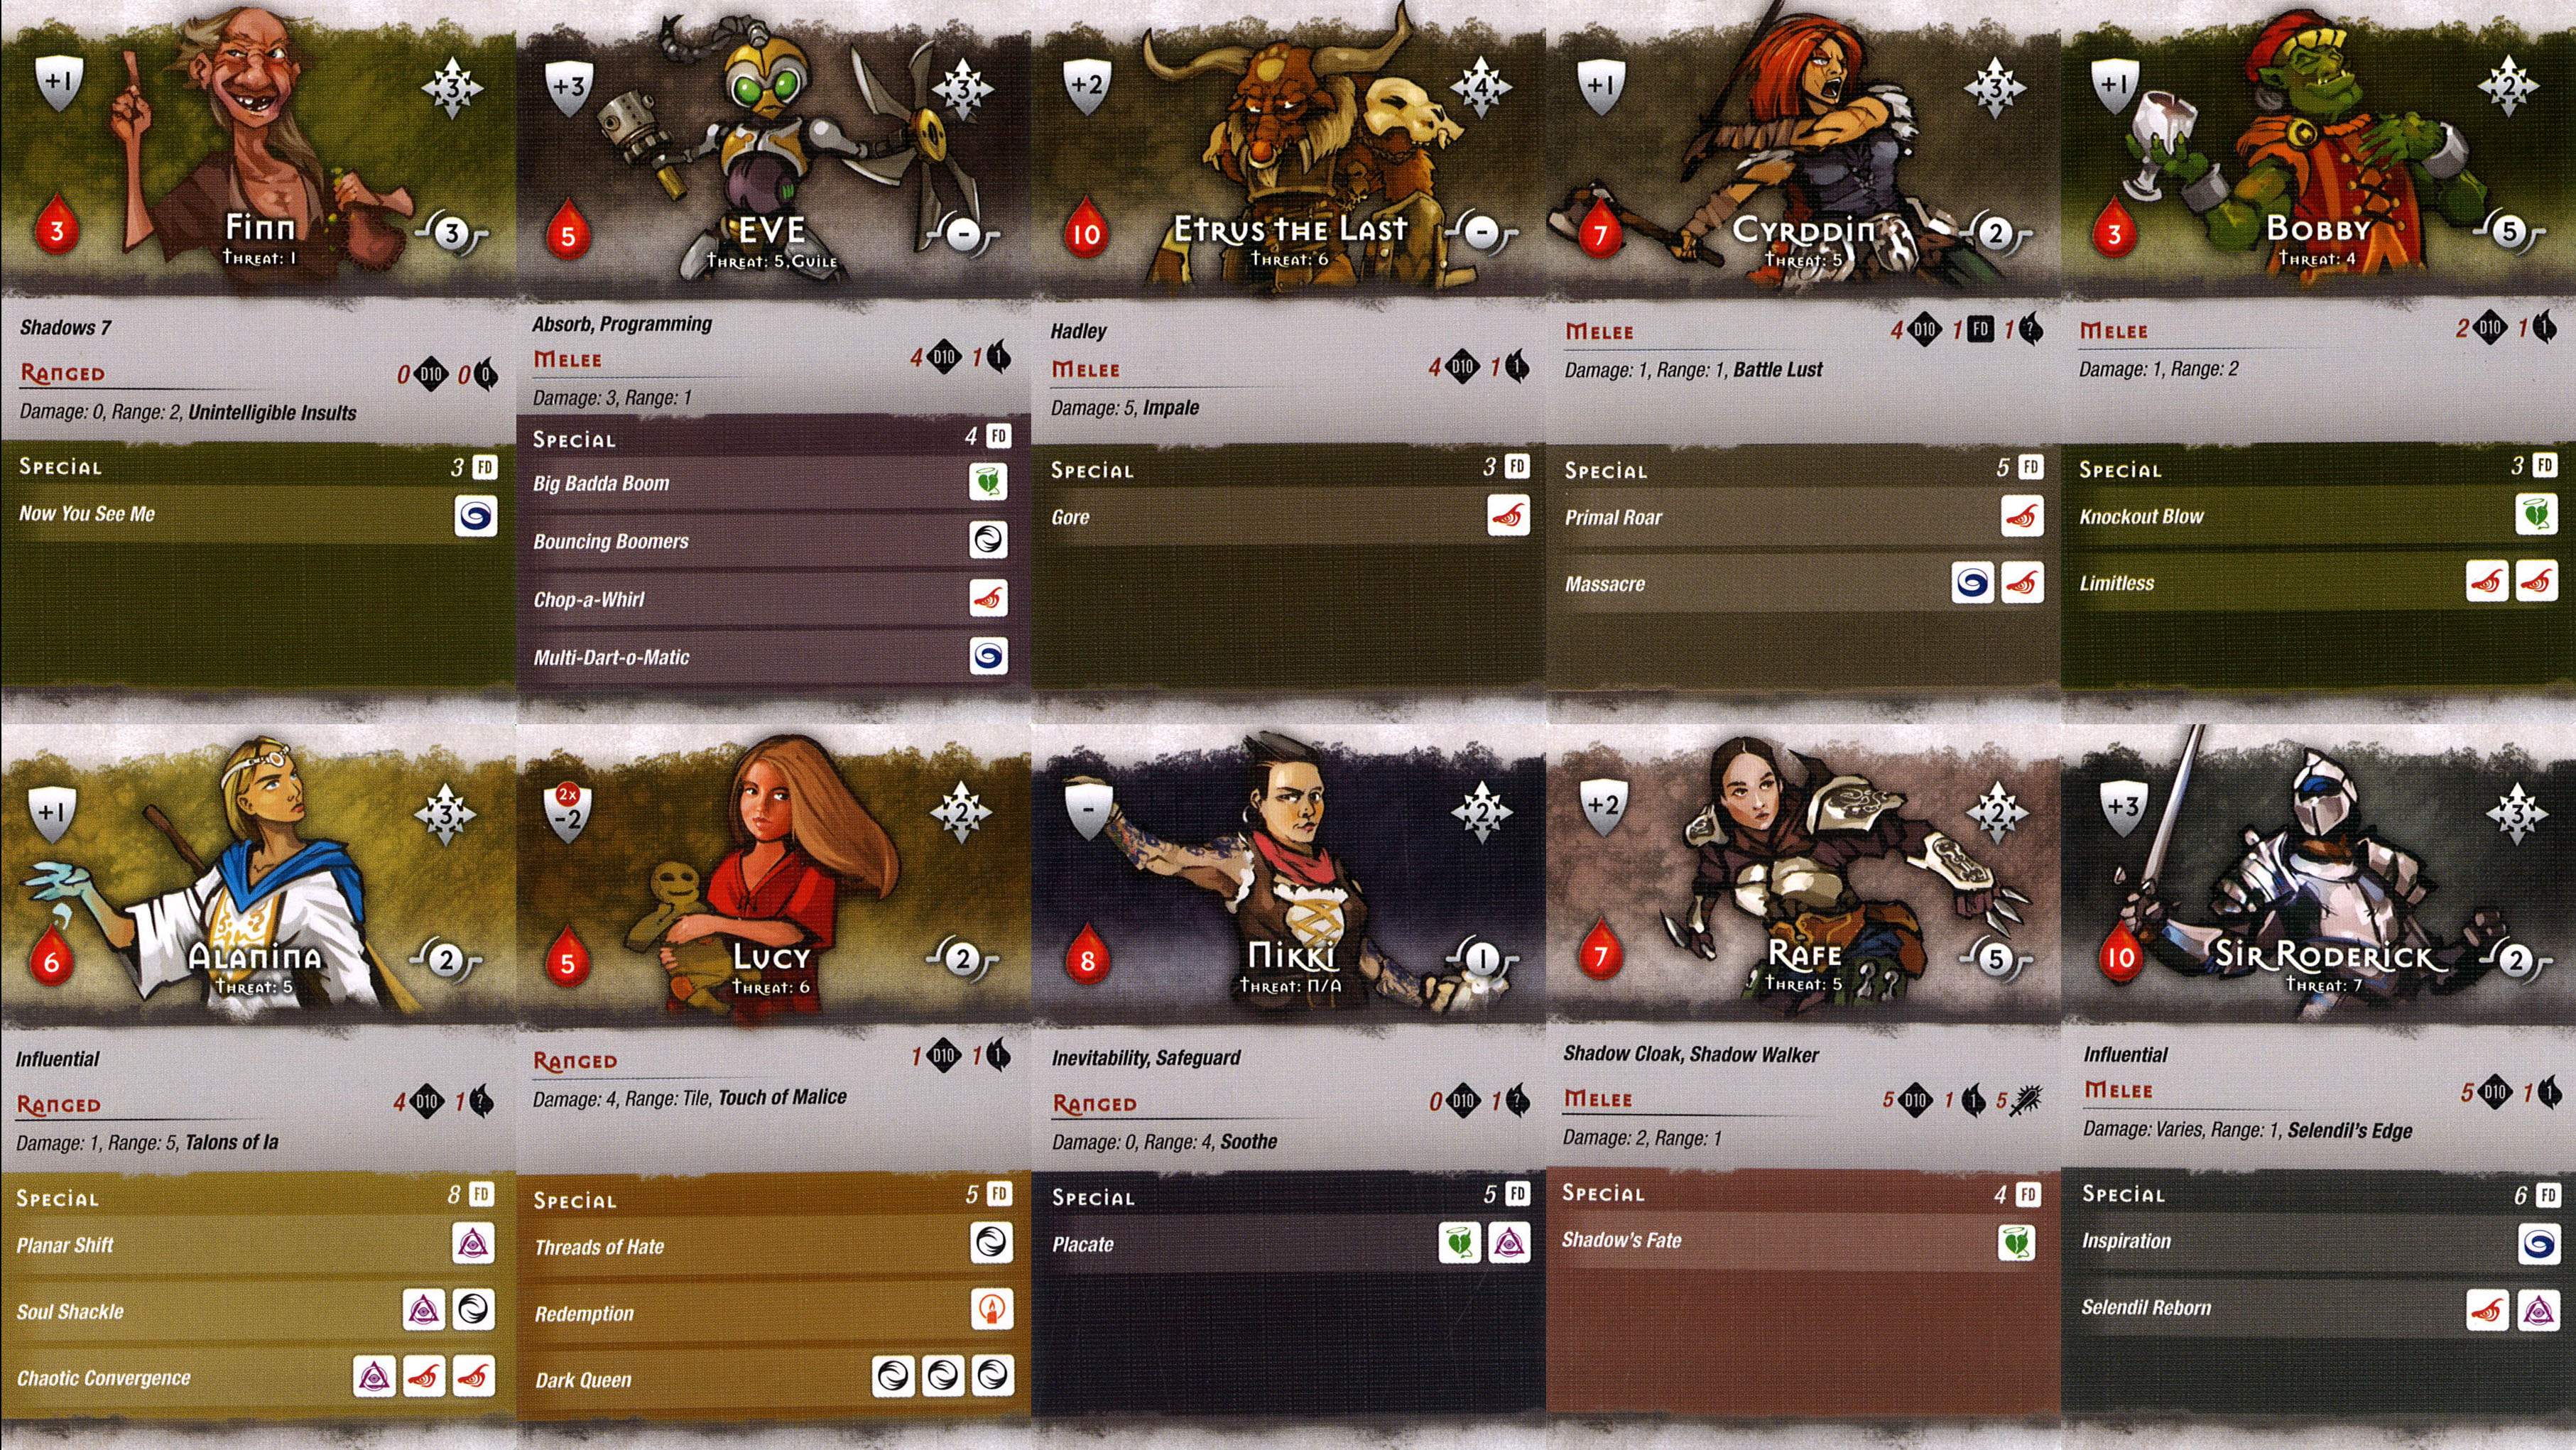 +1
3
3
Finn
3
Threat: 1
Shadows 7
Ranged 0 D10 0 0
Damage: 0, Range: 2, Unintelligible Insults
Special 3 FD
Now You See Me
+3
3
5
EVE
-
Threat: 5, Guile
Absorb, Programming
Melee 4 D10 1 1
Damage: 3, Range: 1
Special 4 FD
Big Badda Boom
Bouncing Boomers
Chop-a-Whirl
Multi-Dart-o-Matic
+2
4
10
Etrus the Last
-
Threat: 6
Hadley
Melee 4 D10 1 1
Damage: 5, Impale
Special 3 FD
Gore
+1
3
7
Cyrddin
2
Threat: 5
Melee 4 D10 1 FD 1 ?
Damage: 1, Range: 1, Battle Lust
Special 5 FD
Primal Roar
Massacre
+1
2
3
Bobby
5
Threat: 4
Melee 2 D10 1 1
Damage: 1, Range: 2
Special 3 FD
Knockout Blow
Limitless
+1
3
6
Alanina
2
Threat: 5
Influential
Ranged 4 D10 1 ?
Damage: 1, Range: 5, Talons of Ia
Special 8 FD
Planar Shift
Soul Shackle
Chaotic Convergence
2x
-2
2
5
Lucy
2
Threat: 6
Ranged 1 D10 1 1
Damage: 4, Range: Tile, Touch of Malice
Special 5 FD
Threads of Hate
Redemption
Dark Queen
-
2
8
Nikki
1
Threat: N/A
Inevitability, Safeguard
Ranged 0 D10 1 ?
Damage: 0, Range: 4, Soothe
Special 5 FD
Placate
+2
2
7
Rafe
5
Threat: 5
Shadow Cloak, Shadow Walker
Melee 5 D10 1 1 5
Damage: 2, Range: 1
Special 4 FD
Shadow's Fate
+3
3
10
Sir Roderick
2
Threat: 7
Influential
Melee 5 D10 1 1
Damage: Varies, Range: 1, Selendil's Edge
Special 6 FD
Inspiration
Selendil Reborn